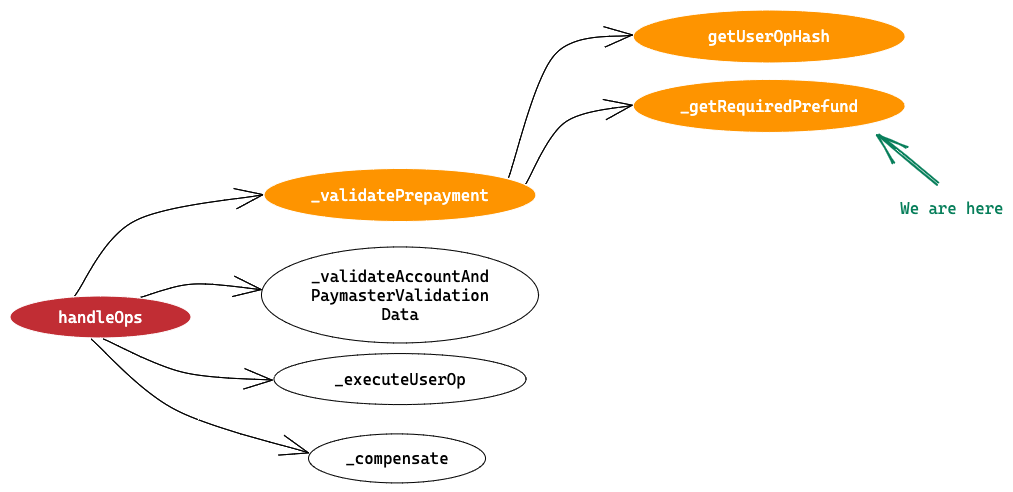 getUserOpHash
_getRequiredPrefund
We are here
_validatePrepayment
_validateAccountAnd
PaymasterValidation
Data
handleOps
_executeUserOp
_compensate